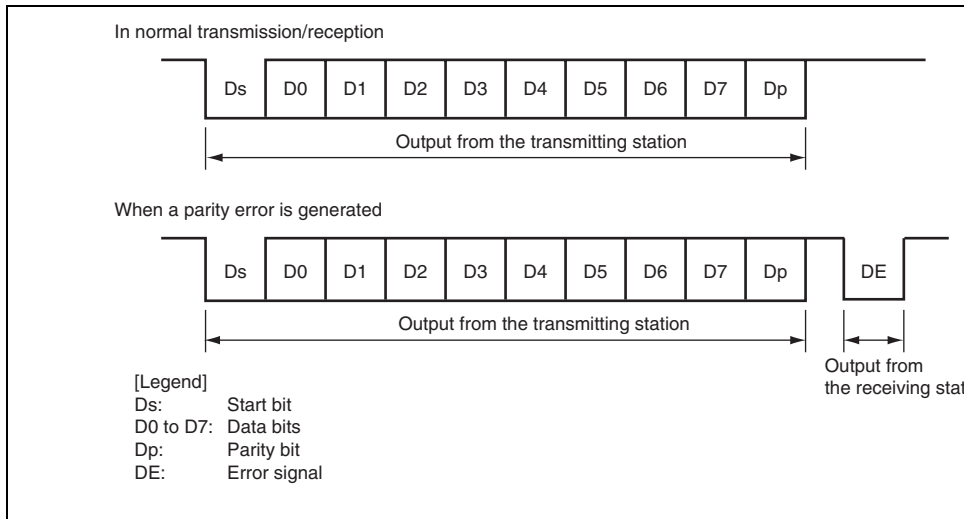 In normal transmission/reception
Ds D0 D1 D2 D3 D4 D5 D6 D7 Dp
Output from the transmitting station
When a parity error is generated
Ds D0 D1 D2 D3 D4 D5 D6 D7 Dp DE
Output from the transmitting station
Output from
the receiving stat
[Legend]
Ds: Start bit
D0 to D7: Data bits
Dp: Parity bit
DE: Error signal